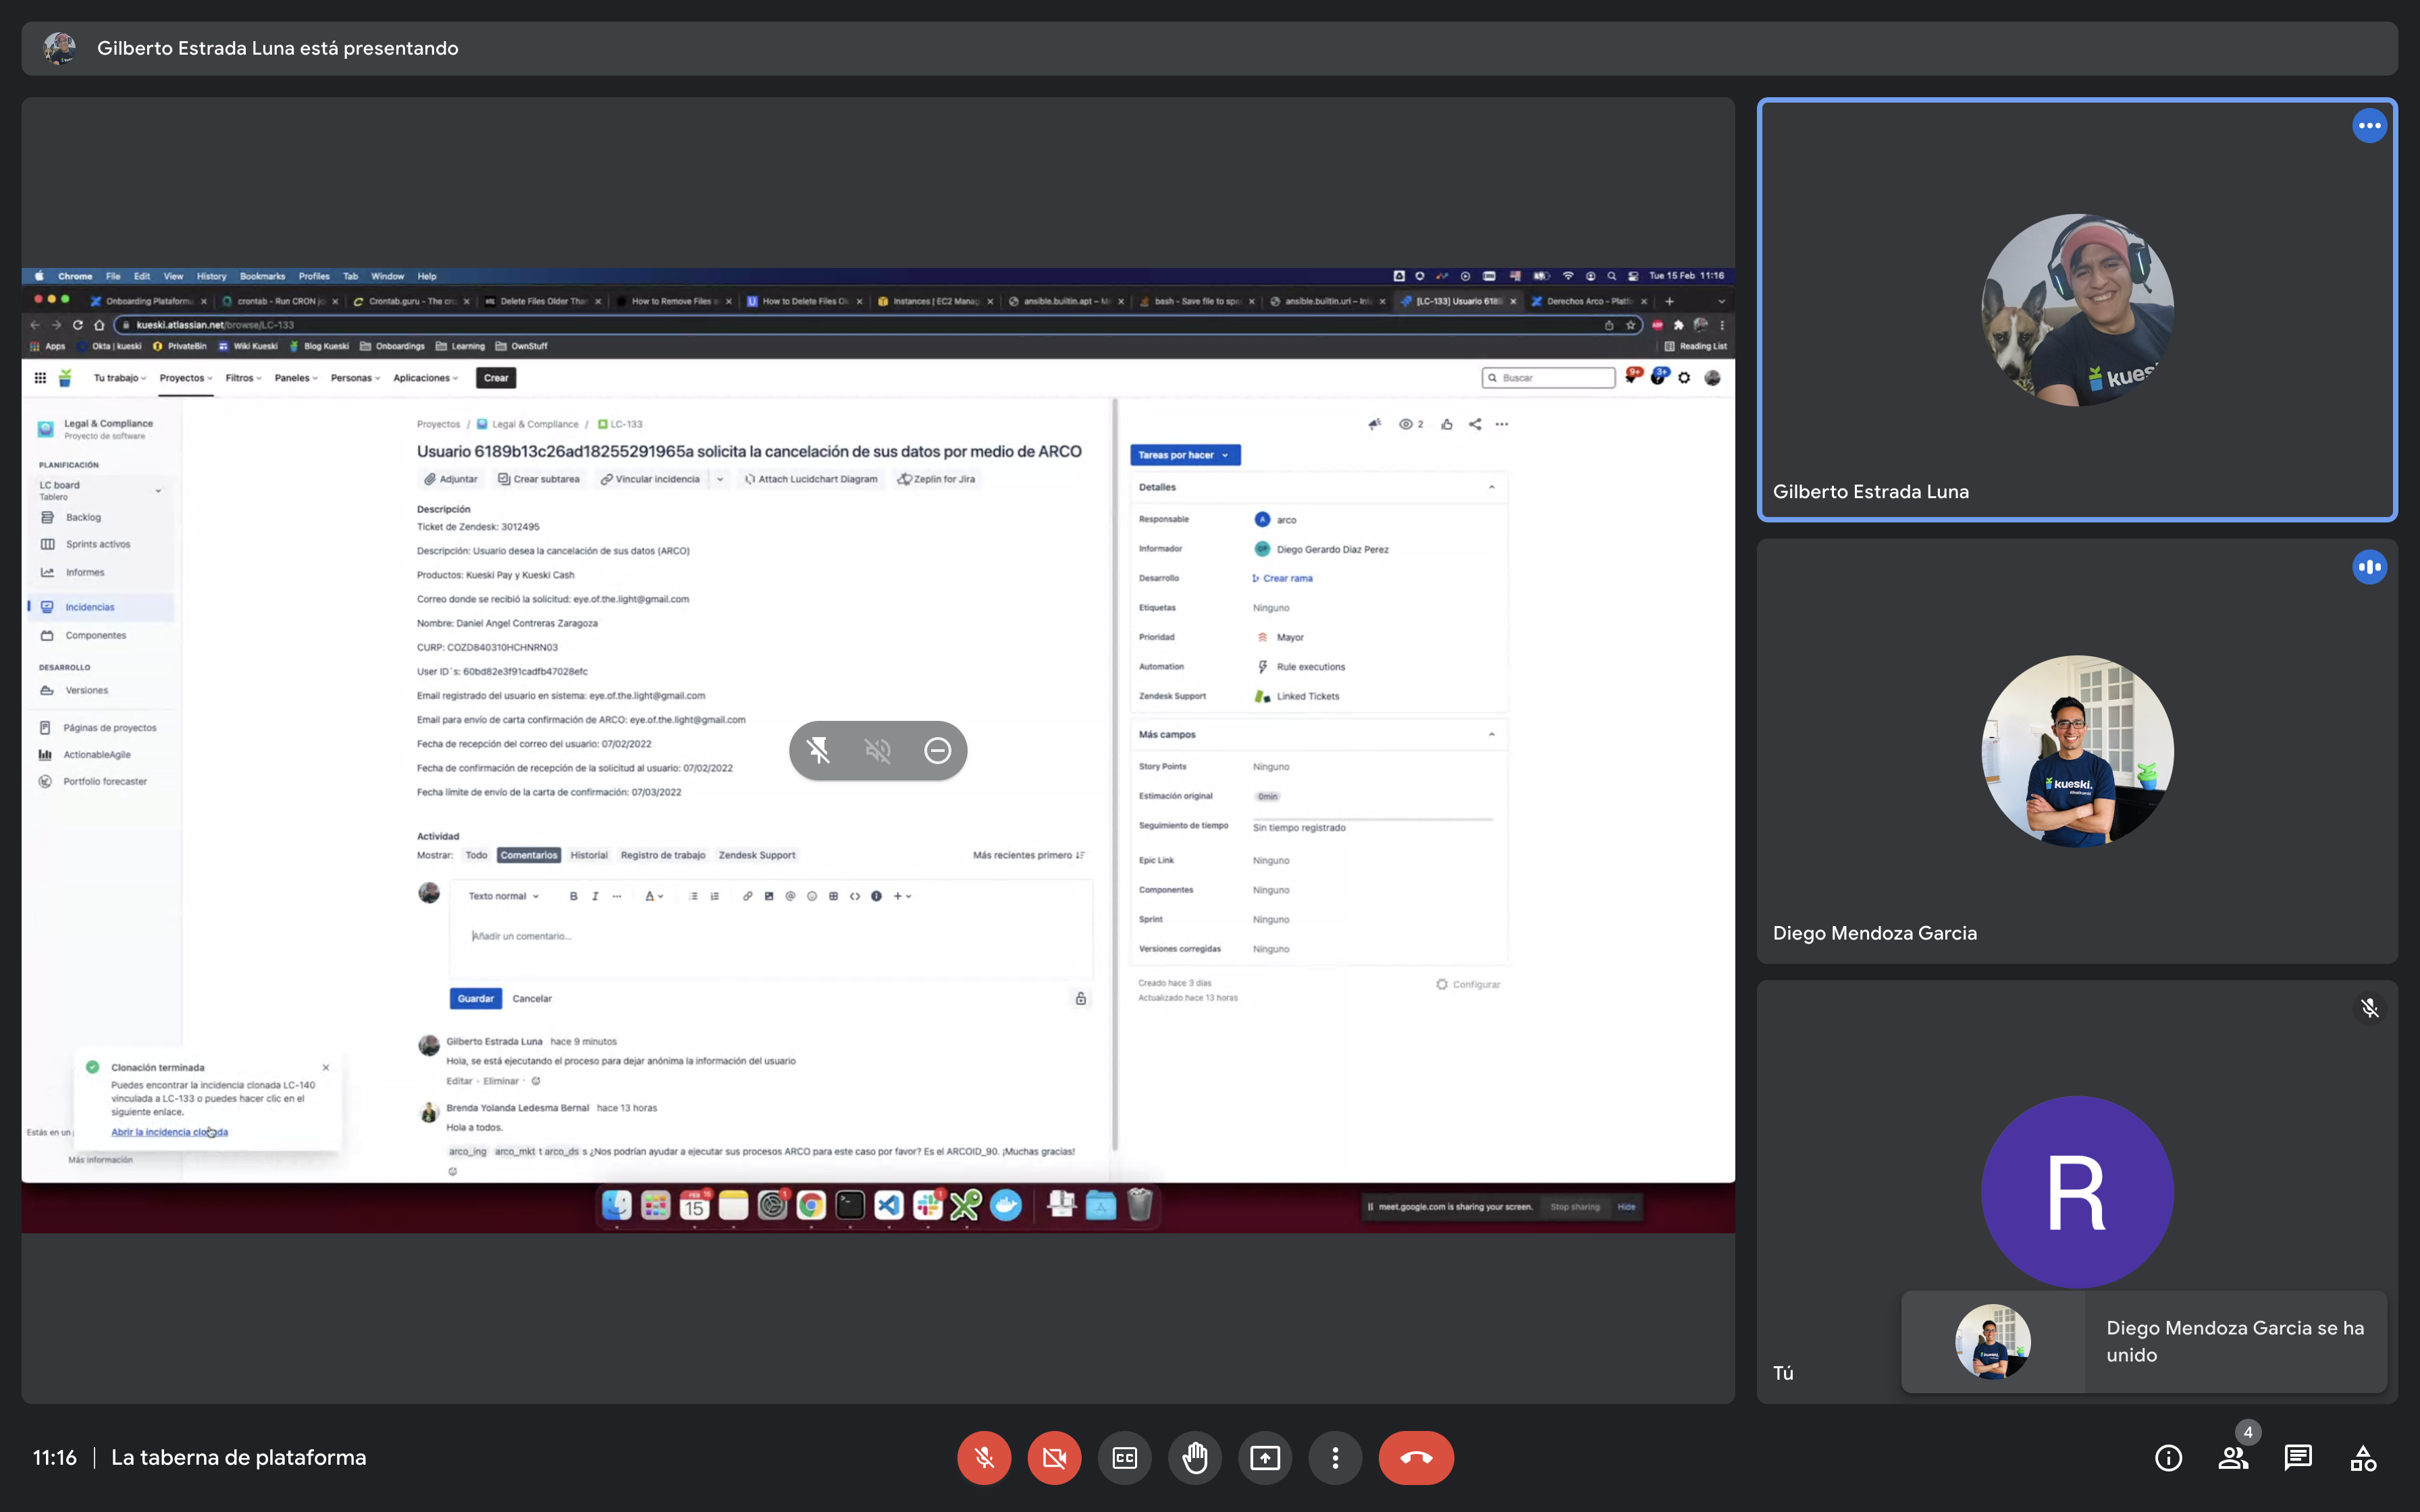 Gilberto Estrada Luna está presentando
Chrome File Edit View History Bookmarks Profiles Tab Window Help
Tue 15 Feb 11:16
Onboarding Plataforma
crontab - Run CRON jo
Crontab.guru - The cro
Delete Files Older Than
How to Remove Files
How to Delete Files Ol
Instances | EC2 Manag
ansible.builtin.apt – M
bash - Save file to spe
ansible.builtin.uri – Int
[LC-133] Usuario 6189
Derechos Arco - Platf
kueski.atlassian.net/browse/LC-133
Apps Okta | kueski PrivateBin Wiki Kueski Blog Kueski Onboardings Learning OwnStuff
Reading List
Tu trabajo Proyectos Filtros Paneles Personas Aplicaciones Crear
Buscar
9+
3+
Legal & Compliance
Proyecto de software
PLANIFICACIÓN
LC board
Tablero
Backlog
Sprints activos
Informes
Incidencias
Componentes
DESARROLLO
Versiones
Páginas de proyectos
ActionableAgile
Portfolio forecaster
Proyectos / Legal & Compliance / LC-133
Usuario 6189b13c26ad18255291965a solicita la cancelación de sus datos por medio de ARCO
Adjuntar Crear subtarea Vincular incidencia Attach Lucidchart Diagram Zeplin for Jira
Descripción
Ticket de Zendesk: 3012495
Descripción: Usuario desea la cancelación de sus datos (ARCO)
Productos: Kueski Pay y Kueski Cash
Correo donde se recibió la solicitud: eye.of.the.light@gmail.com
Nombre: Daniel Angel Contreras Zaragoza
CURP: COZD840310HCHNRN03
User ID´s: 60bd82e3f91cadfb47028efc
Email registrado del usuario en sistema: eye.of.the.light@gmail.com
Email para envío de carta confirmación de ARCO: eye.of.the.light@gmail.com
Fecha de recepción del correo del usuario: 07/02/2022
Fecha de confirmación de recepción de la solicitud al usuario: 07/02/2022
Fecha límite de envío de la carta de confirmación: 07/03/2022
Actividad
Mostrar: Todo Comentarios Historial Registro de trabajo Zendesk Support
Más recientes primero
Texto normal B I
Añadir un comentario...
Guardar Cancelar
Gilberto Estrada Luna hace 9 minutos
Hola, se está ejecutando el proceso para dejar anónima la información del usuario
Editar · Eliminar ·
Brenda Yolanda Ledesma Bernal hace 13 horas
Hola a todos.
arco_ing arco_mkt t arco_ds s ¿Nos podrían ayudar a ejecutar sus procesos ARCO para este caso por favor? Es el ARCOID_90. ¡Muchas gracias!
Clonación terminada
Puedes encontrar la incidencia clonada LC-140
vinculada a LC-133 o puedes hacer clic en el
siguiente enlace.
Abrir la incidencia clonada
Estás en un
Más información
2
Tareas por hacer
Detalles
Responsable A arco
Informador Diego Gerardo Diaz Perez
Desarrollo Crear rama
Etiquetas Ninguno
Prioridad Mayor
Automation Rule executions
Zendesk Support Linked Tickets
Más campos
Story Points Ninguno
Estimación original 0min
Seguimiento de tiempo Sin tiempo registrado
Epic Link Ninguno
Componentes Ninguno
Sprint Ninguno
Versiones corregidas Ninguno
Creado hace 3 días
Actualizado hace 13 horas
Configurar
FEB
15
meet.google.com is sharing your screen. Stop sharing Hide
kues
Gilberto Estrada Luna
kueski.
Diego Mendoza Garcia
R
Tú
Diego Mendoza Garcia se ha
unido
11:16 | La taberna de plataforma
CC
4